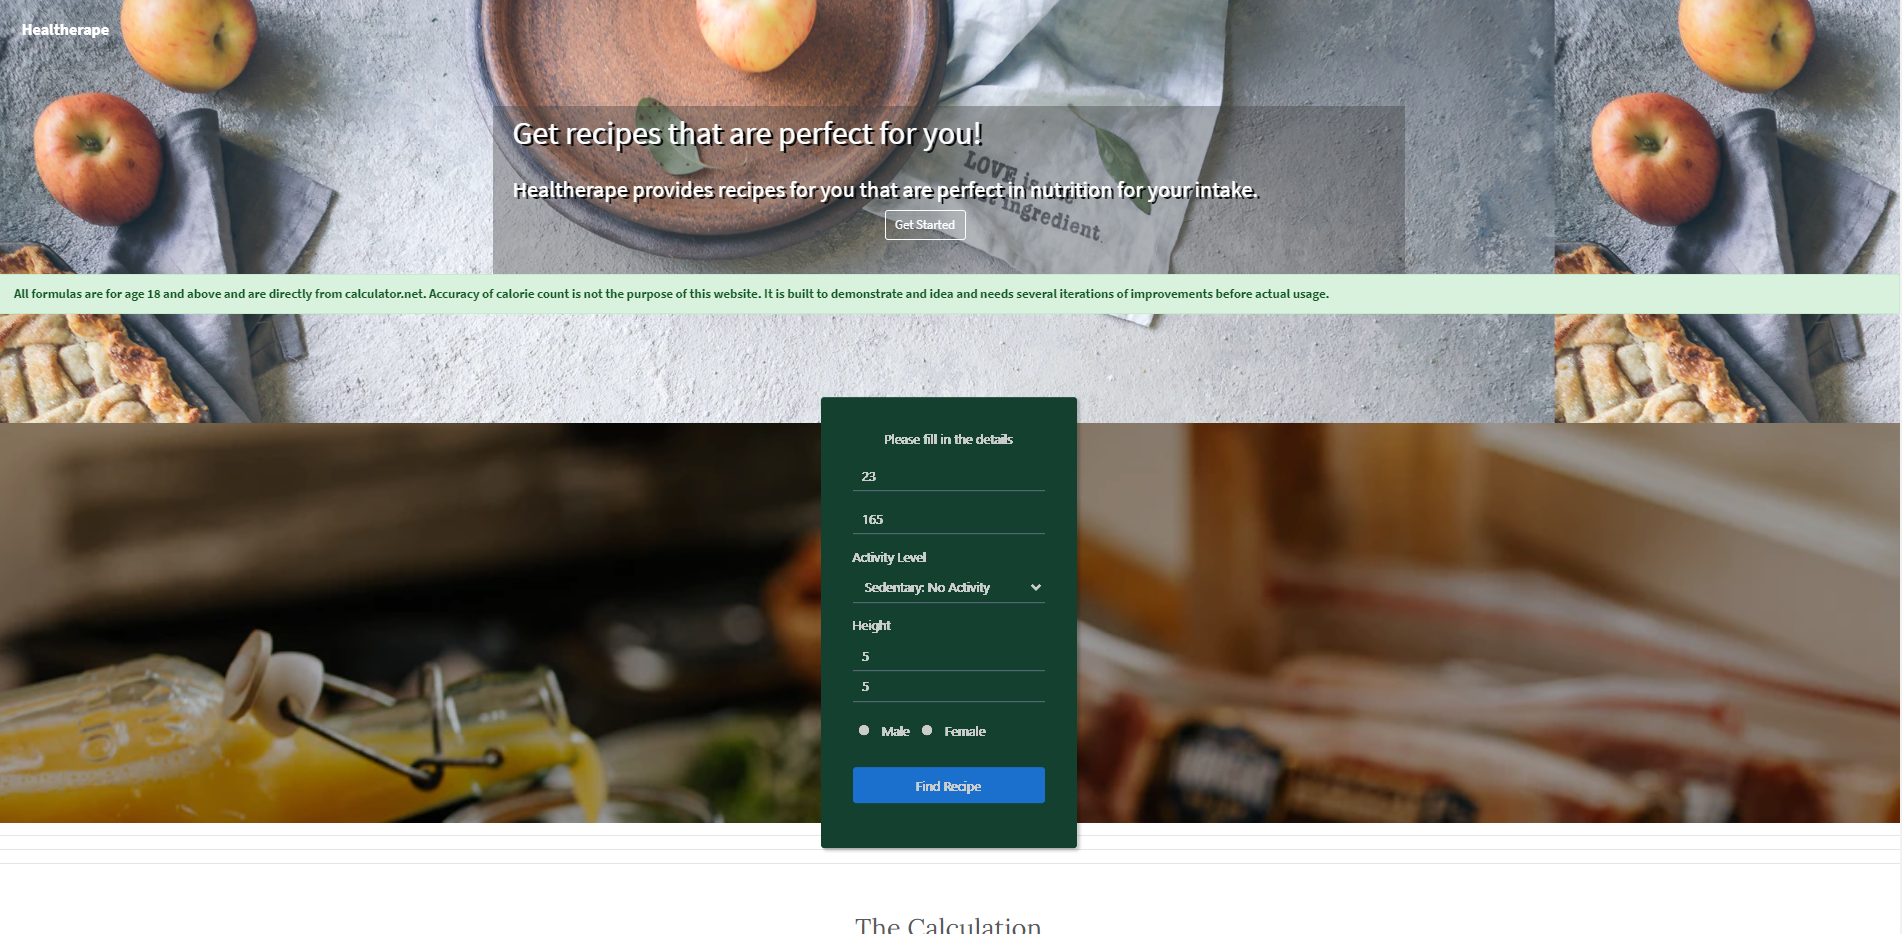 Healtherape
Get recipes that are perfect for you!
LOVE is the
best ingredient
Healtherape provides recipes for you that are perfect in nutrition for your intake.
Get Started
All formulas are for age 18 and above and are directly from calculator.net. Accuracy of calorie count is not the purpose of this website. It is built to demonstrate and idea and needs several iterations of improvements before actual usage.
Please fill in the details
23
165
Activity Level
Sedentary: No Activity
Height
5
5
Male Female
Find Recipe
The Calculation